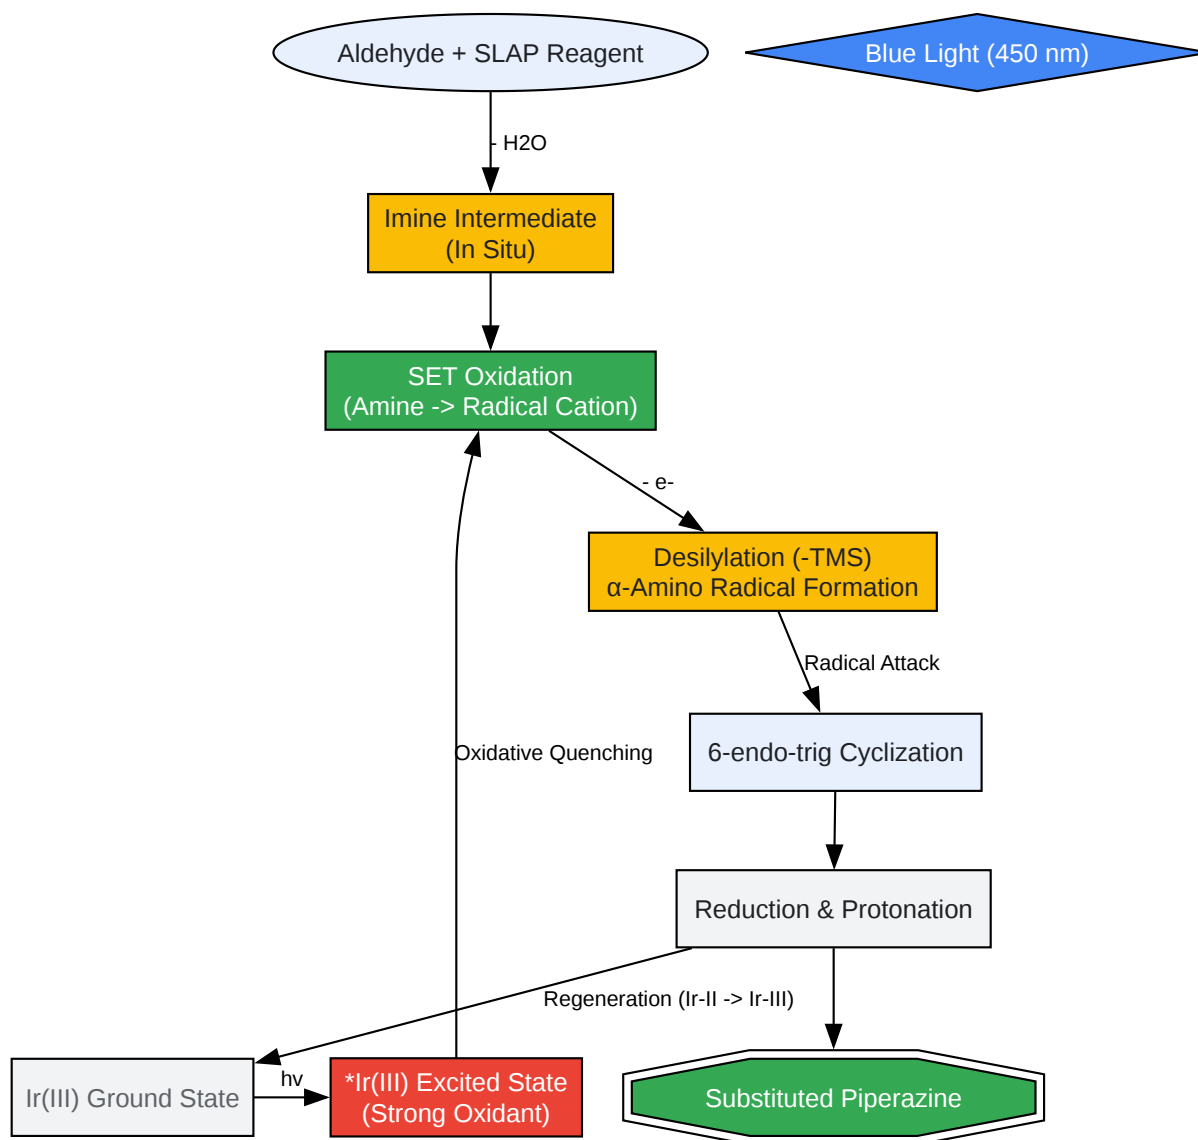 Aldehyde + SLAP Reagent
Blue Light (450 nm)
- H2O
Imine Intermediate
(In Situ)
SET Oxidation
(Amine -> Radical Cation)
- e-
Desilylation (-TMS)
α-Amino Radical Formation
Radical Attack
Oxidative Quenching
6-endo-trig Cyclization
Reduction & Protonation
Regeneration (Ir-II -> Ir-III)
Ir(III) Ground State
hv
*Ir(III) Excited State
(Strong Oxidant)
Substituted Piperazine